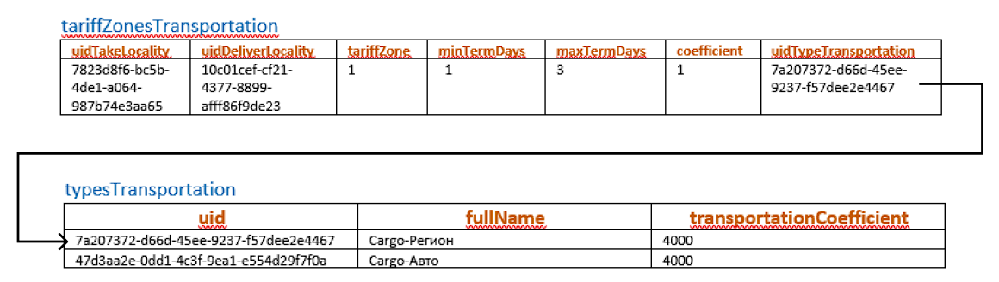 tariffZonesTransportation
uidTakeLocality uidDeliverLocality tariffZone minTermDays maxTermDays coefficient uidTypeTransportation
7823d8f6-bc5b- 10c01cef-cf21- 1 1 3 1 7a207372-d66d-45ee-
4de1-a064- 4377-8899- 9237-f57dee2e4467
987b74e3aa65 afff86f9de23
typesTransportation
uid fullName transportationCoefficient
7a207372-d66d-45ee-9237-f57dee2e4467 Cargo-Регион 4000
47d3aa2e-0dd1-4c3f-9ea1-e554d29f7f0a Cargo-Авто 4000